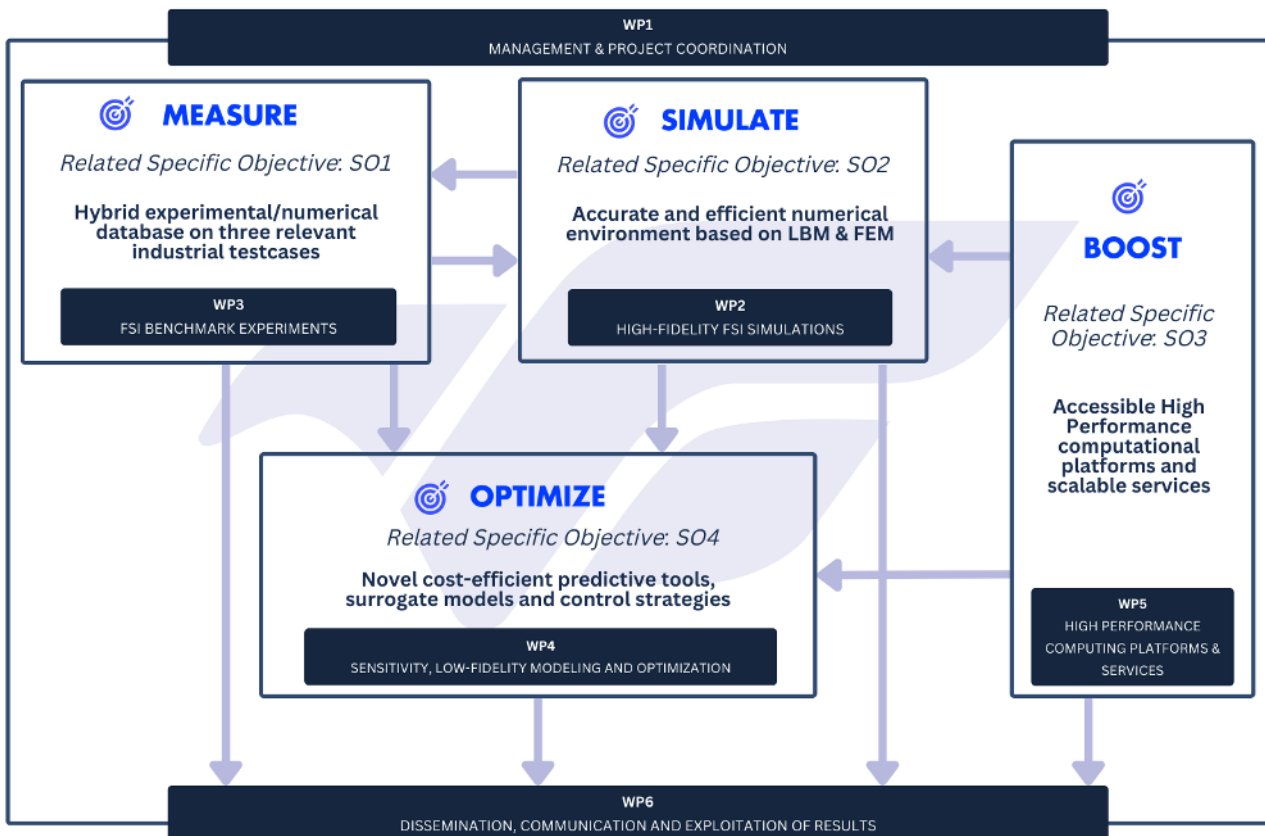 WP1
MANAGEMENT & PROJECT COORDINATION
MEASURE
Related Specific Objective: SO1
Hybrid experimental/numerical
database on three relevant
industrial testcases
WP3
FSI BENCHMARK EXPERIMENTS
SIMULATE
Related Specific Objective: SO2
Accurate and efficient numerical
environment based on LBM & FEM
WP2
HIGH-FIDELITY FSI SIMULATIONS
BOOST
Related Specific
Objective: SO3
Accessible High
Performance
computational
platforms and
scalable services
WP5
HIGH PERFORMANCE
COMPUTING PLATFORMS &
SERVICES
OPTIMIZE
Related Specific Objective: SO4
Novel cost-efficient predictive tools,
surrogate models and control strategies
WP4
SENSITIVITY, LOW-FIDELITY MODELING AND OPTIMIZATION
WP6
DISSEMINATION, COMMUNICATION AND EXPLOITATION OF RESULTS